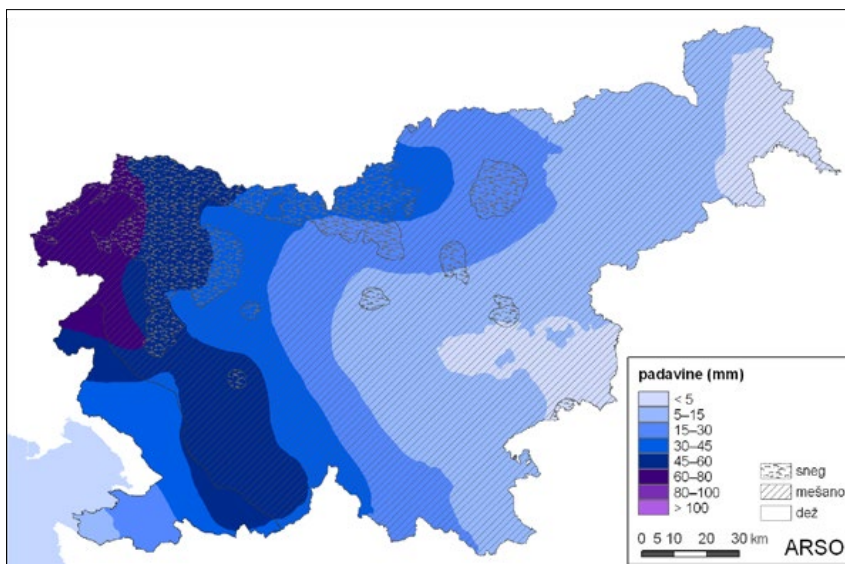 padavine (mm)
< 5
5–15
15–30
30–45
45–60
60–80
80–100
> 100
sneg
mešano
dež
0 5 10 20 30 km
ARSO